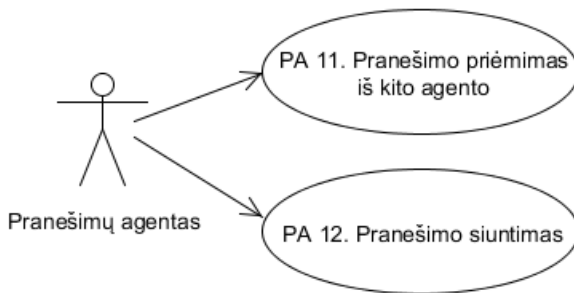 PA 11. Pranešimo priėmimas
iš kito agento
Pranešimų agentas
PA 12. Pranešimo siuntimas